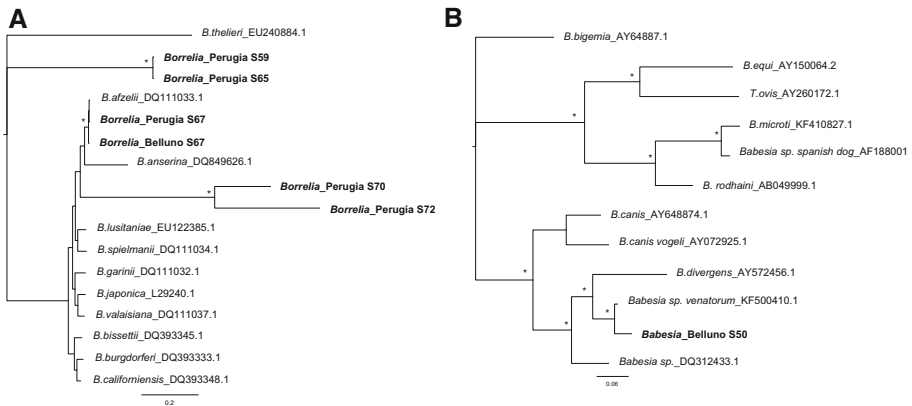 A
B.thelieri_EU240884.1
* Borrelia_Perugia S59
Borrelia_Perugia S65
B.afzelii_DQ111033.1
* Borrelia_Perugia S67
Borrelia_Belluno S67
B.anserina_DQ849626.1
* Borrelia_Perugia S70
Borrelia_Perugia S72
B.lusitaniae_EU122385.1
B.spielmanii_DQ111034.1
B.garinii_DQ111032.1
B.japonica_L29240.1
B.valaisiana_DQ111037.1
B.bissettii_DQ393345.1
B.burgdorferi_DQ393333.1
B.californiensis_DQ393348.1
0.2
B
B.bigemia_AY64887.1
B.equi_AY150064.2
*
T.ovis_AY260172.1
*
B.microti_KF410827.1
*
Babesia sp. spanish dog_AF188001
*
B. rodhaini_AB049999.1
B.canis_AY648874.1
B.canis vogeli_AY072925.1
*
B.divergens_AY572456.1
*
Babesia sp. venatorum_KF500410.1
*
Babesia_Belluno S50
*
Babesia sp._DQ312433.1
0.06